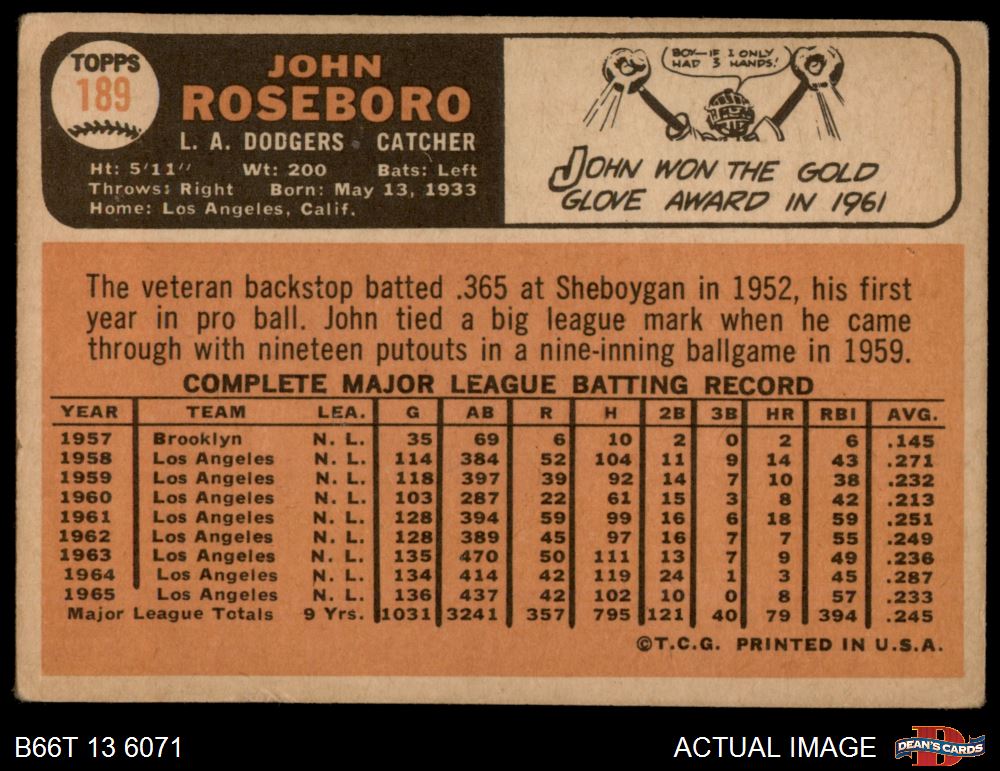 TOPPS
189
JOHN
ROSEBORO
L. A. DODGERS CATCHER
Ht: 5'11" Wt: 200 Bats: Left
Throws: Right Born: May 13, 1933
Home: Los Angeles, Calif.
BOY—IF I ONLY
HAD 3 HANDS!
JOHN WON THE GOLD
GLOVE AWARD IN 1961
The veteran backstop batted .365 at Sheboygan in 1952, his first
year in pro ball. John tied a big league mark when he came
through with nineteen putouts in a nine-inning ballgame in 1959.
COMPLETE MAJOR LEAGUE BATTING RECORD
YEAR TEAM LEA. G AB R H 2B 3B HR RBI AVG.
1957 Brooklyn N. L. 35 69 6 10 2 0 2 6 .145
1958 Los Angeles N. L. 114 384 52 104 11 9 14 43 .271
1959 Los Angeles N. L. 118 397 39 92 14 7 10 38 .232
1960 Los Angeles N. L. 103 287 22 61 15 3 8 42 .213
1961 Los Angeles N. L. 128 394 59 99 16 6 18 59 .251
1962 Los Angeles N. L. 128 389 45 97 16 7 7 55 .249
1963 Los Angeles N. L. 135 470 50 111 13 7 9 49 .236
1964 Los Angeles N. L. 134 414 42 119 24 1 3 45 .287
1965 Los Angeles N. L. 136 437 42 102 10 0 8 57 .233
Major League Totals 9 Yrs. 1031 3241 357 795 121 40 79 394 .245
©T.C.G. PRINTED IN U.S.A.
B66T 13 6071
ACTUAL IMAGE
DEAN'S CARDS